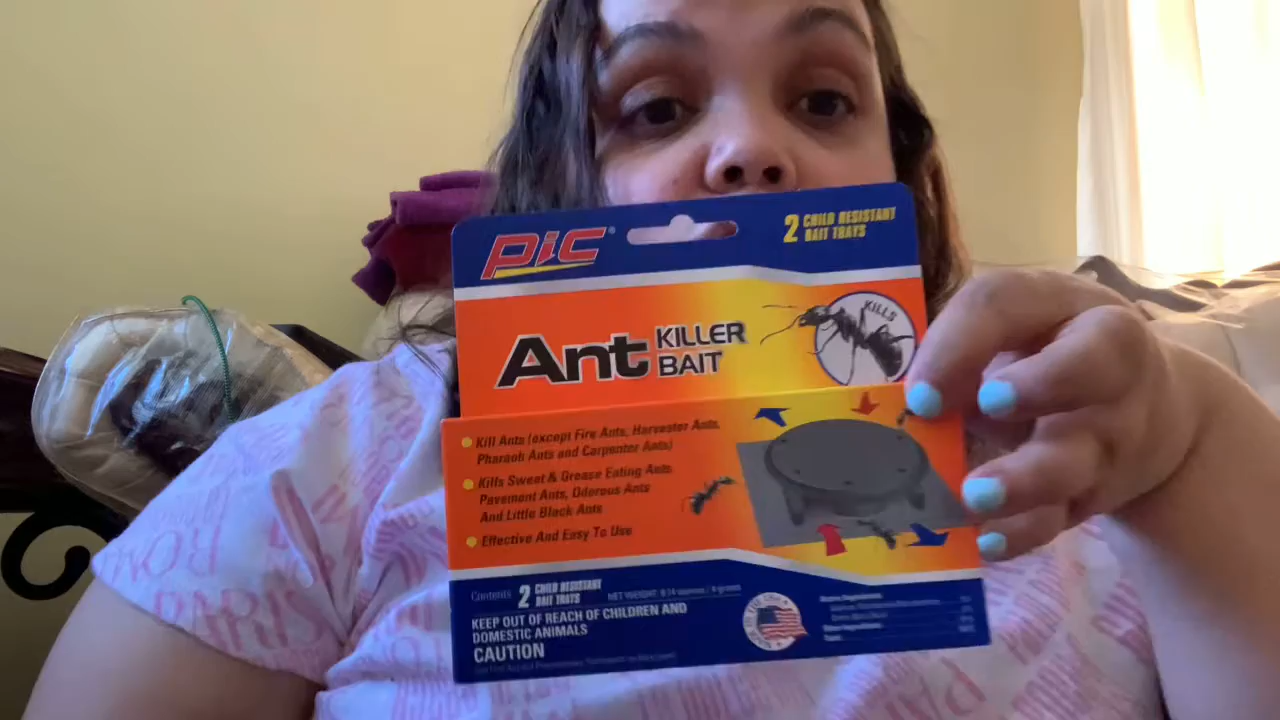 PIC®
2 CHILD RESISTANT
BAIT TRAYS
KILLS
Ant KILLER
BAIT
Kill Ants (except Fire Ants, Harvester Ants,
Pharaoh Ants and Carpenter Ants)
Kills Sweet & Grease Eating Ants
Pavement Ants, Odorous Ants
And Little Black Ants
Effective And Easy To Use
Contents 2 CHILD RESISTANT
BAIT TRAYS
NET WEIGHT
KEEP OUT OF REACH OF CHILDREN AND
DOMESTIC ANIMALS
CAUTION